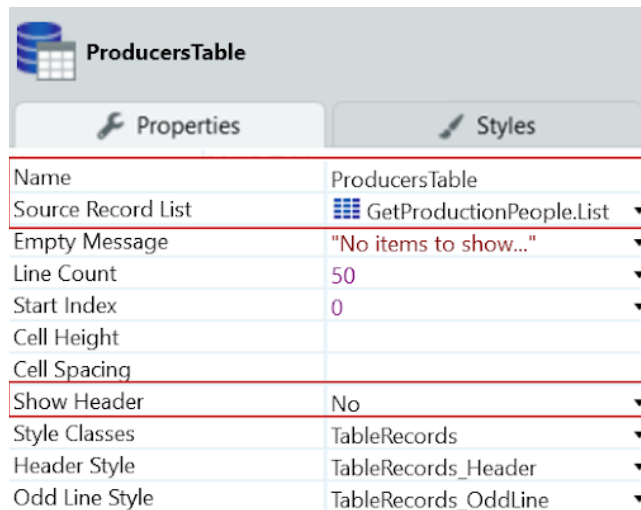 ProducersTable
Properties Styles
Name ProducersTable
Source Record List GetProductionPeople.List
Empty Message "No items to show..."
Line Count 50
Start Index 0
Cell Height
Cell Spacing
Show Header No
Style Classes TableRecords
Header Style TableRecords_Header
Odd Line Style TableRecords_OddLine